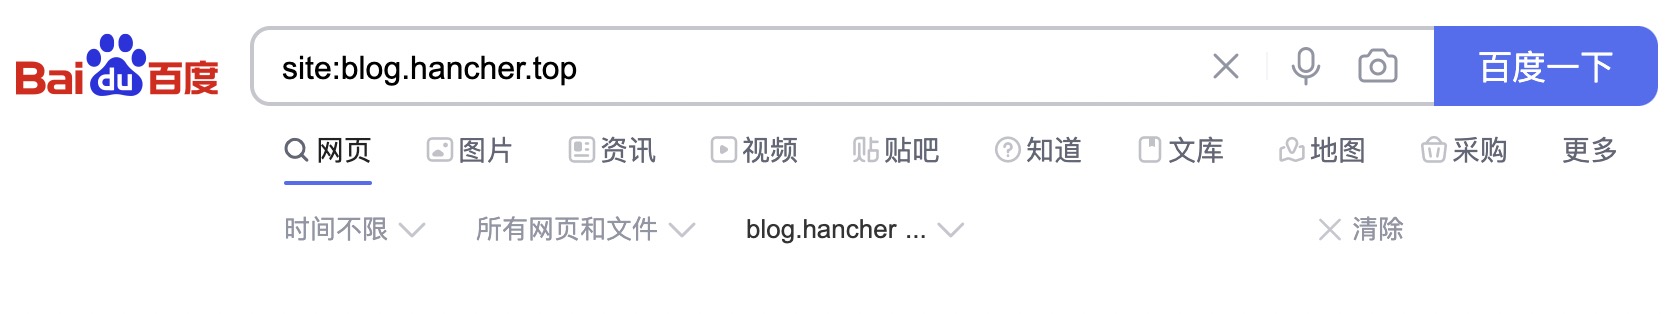 Baidu百度 site:blog.hancher.top 百度一下
网页 图片 资讯 视频 贴 贴吧 知道 文库 地图 采购 更多
时间不限 所有网页和文件 blog.hancher ... 清除